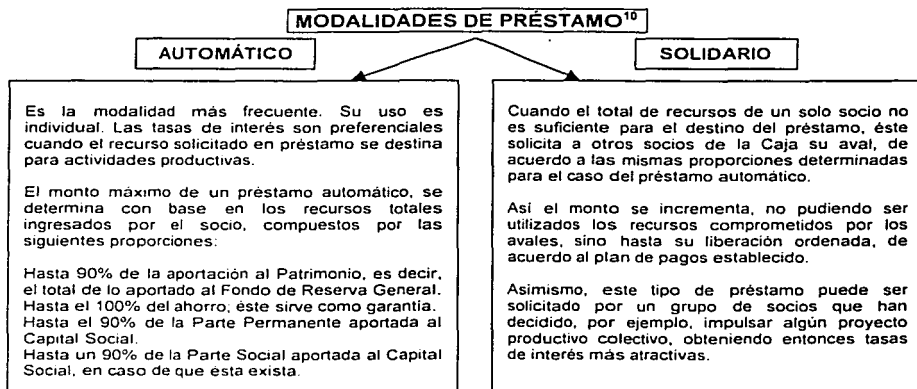 MODALIDADES DE PRÉSTAMO¹⁰
AUTOMÁTICO
Es la modalidad más frecuente. Su uso es
individual. Las tasas de interés son preferenciales
cuando el recurso solicitado en préstamo se destina
para actividades productivas.
El monto máximo de un préstamo automático, se
determina con base en los recursos totales
ingresados por el socio, compuestos por las
siguientes proporciones:
Hasta 90% de la aportación al Patrimonio, es decir,
el total de lo aportado al Fondo de Reserva General.
Hasta el 100% del ahorro; éste sirve como garantía.
Hasta el 90% de la Parte Permanente aportada al
Capital Social.
Hasta un 90% de la Parte Social aportada al Capital
Social, en caso de que ésta exista.
SOLIDARIO
Cuando el total de recursos de un solo socio no
es suficiente para el destino del préstamo, éste
solicita a otros socios de la Caja su aval, de
acuerdo a las mismas proporciones determinadas
para el caso del préstamo automático.
Así el monto se incrementa, no pudiendo ser
utilizados los recursos comprometidos por los
avales, sino hasta su liberación ordenada, de
acuerdo al plan de pagos establecido.
Asimismo, este tipo de préstamo puede ser
solicitado por un grupo de socios que han
decidido, por ejemplo, impulsar algún proyecto
productivo colectivo, obteniendo entonces tasas
de interés más atractivas.